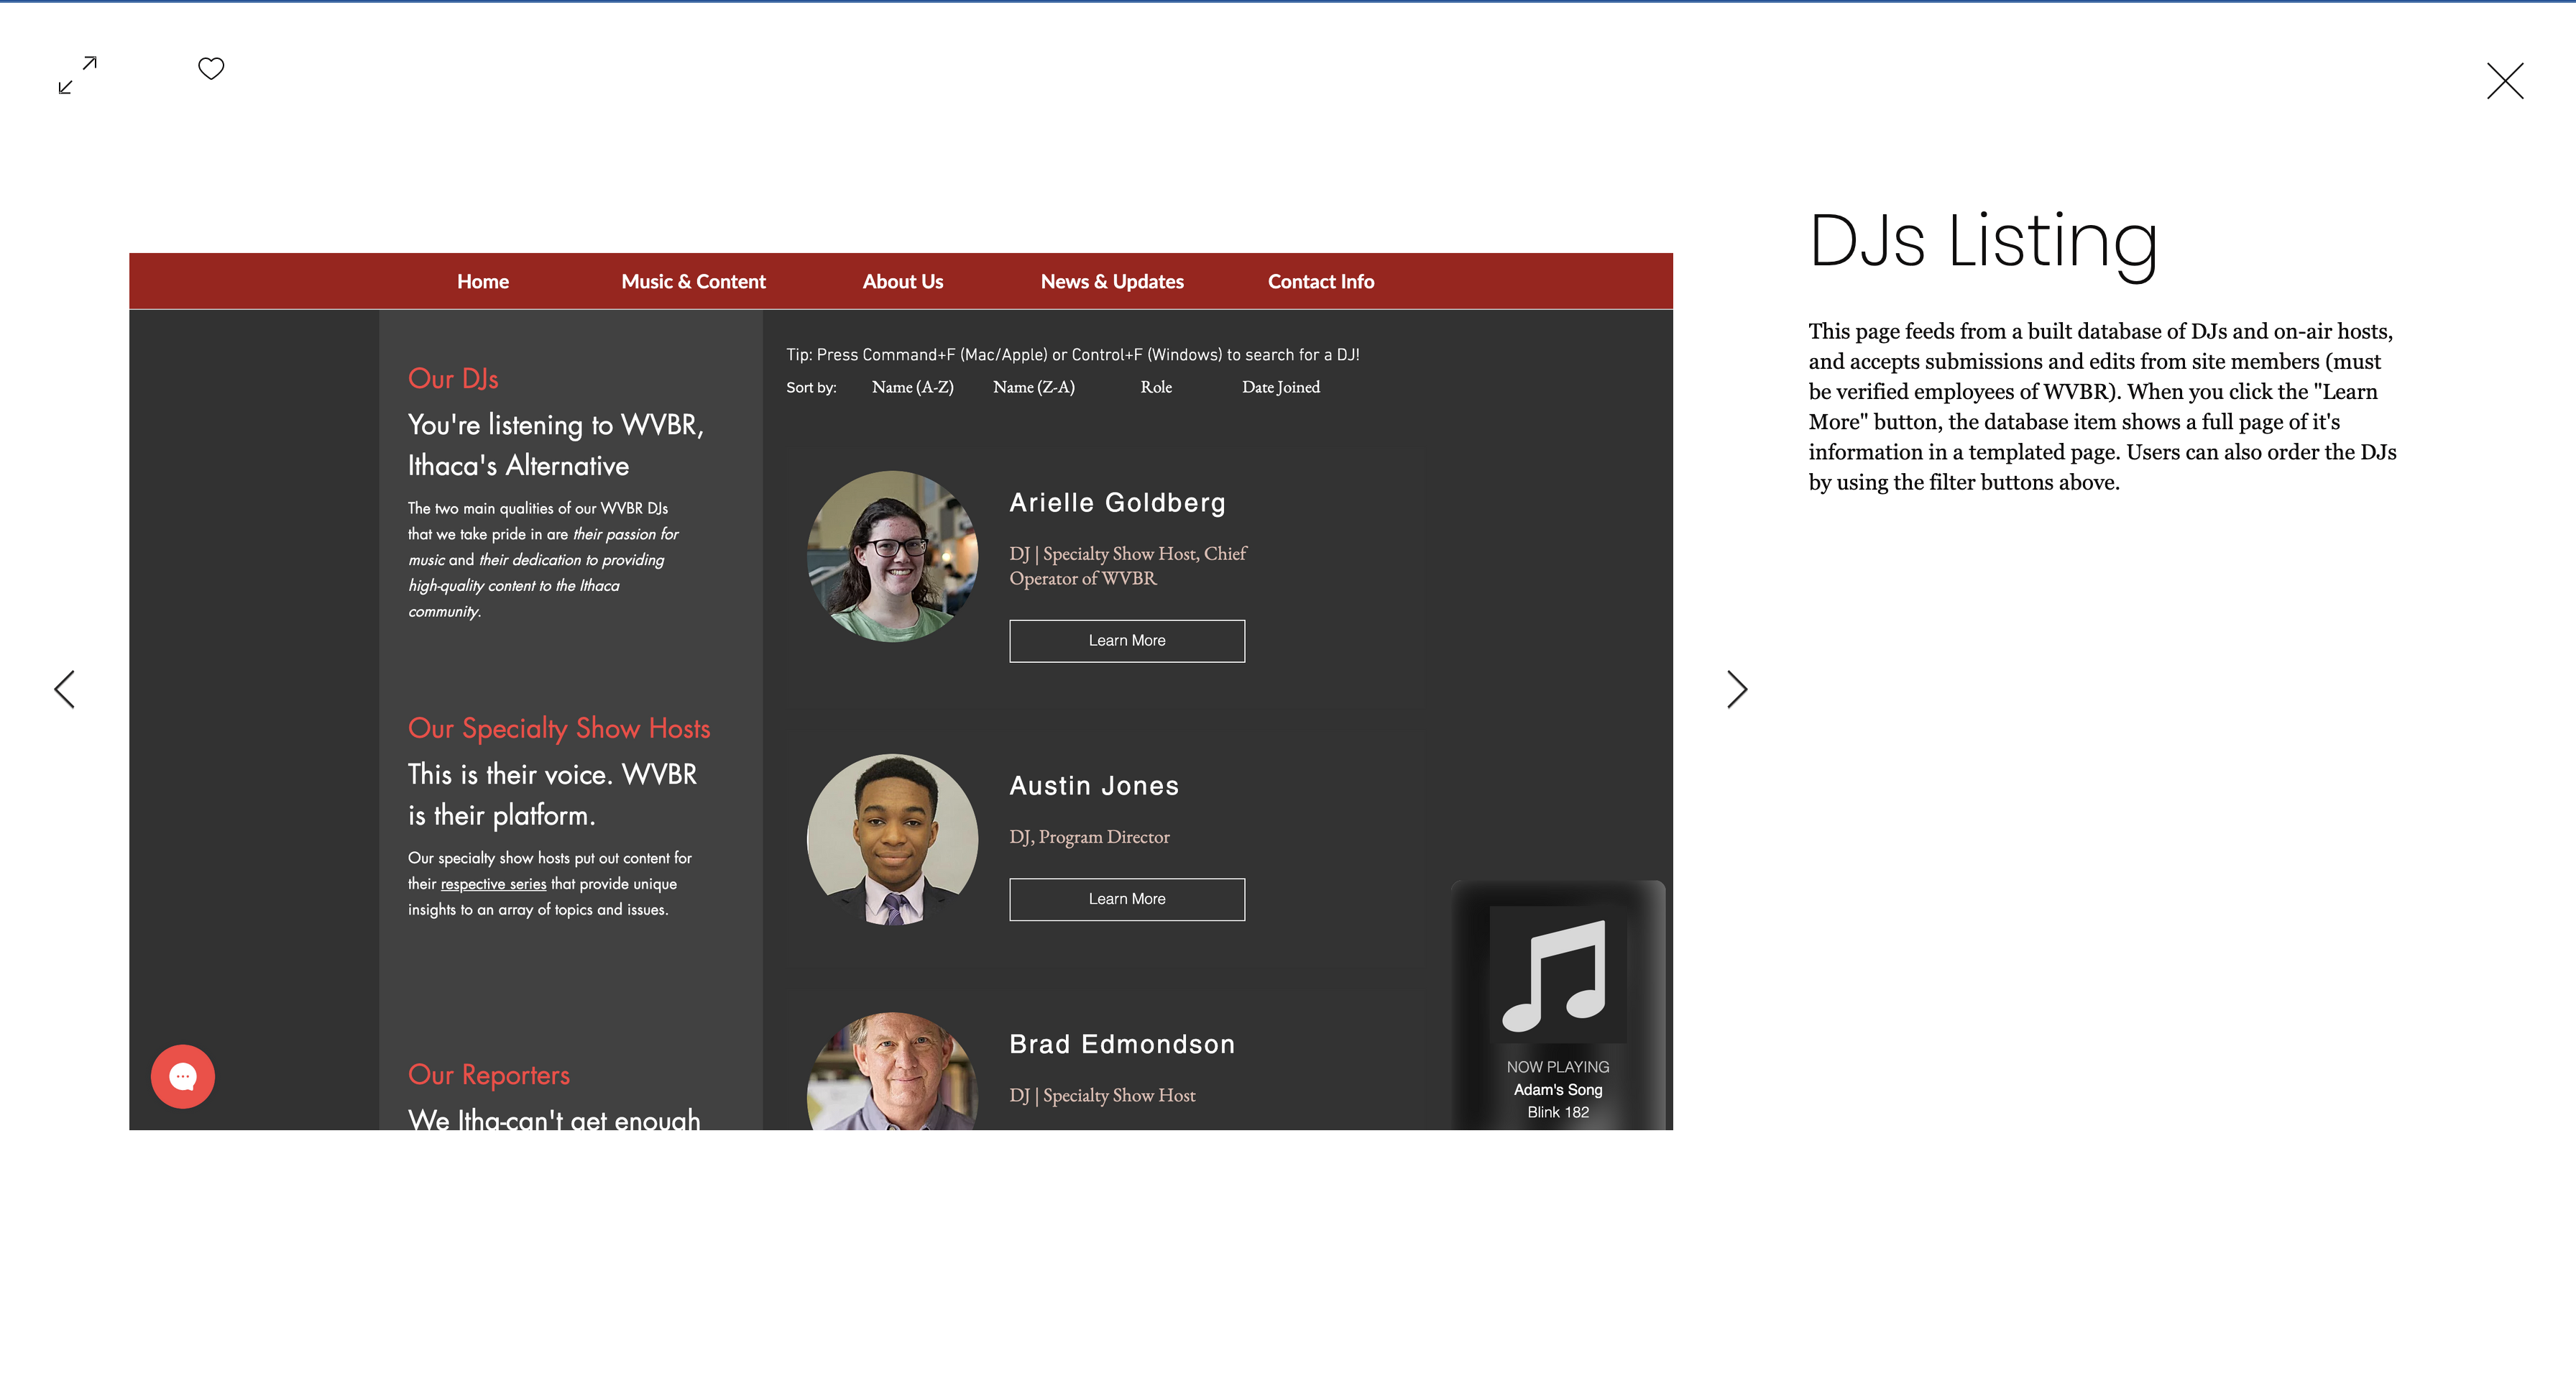 Home Music & Content About Us News & Updates Contact Info
Our DJs
You're listening to WVBR,
Ithaca's Alternative
The two main qualities of our WVBR DJs
that we take pride in are their passion for
music and their dedication to providing
high-quality content to the Ithaca
community.
Our Specialty Show Hosts
This is their voice. WVBR
is their platform.
Our specialty show hosts put out content for
their respective series that provide unique
insights to an array of topics and issues.
Our Reporters
We Itha-can't get enough
Tip: Press Command+F (Mac/Apple) or Control+F (Windows) to search for a DJ!
Sort by: Name (A-Z) Name (Z-A) Role Date Joined
Arielle Goldberg
DJ | Specialty Show Host, Chief
Operator of WVBR
Learn More
Austin Jones
DJ, Program Director
Learn More
Brad Edmondson
DJ | Specialty Show Host
NOW PLAYING
Adam's Song
Blink 182
DJs Listing
This page feeds from a built database of DJs and on-air hosts,
and accepts submissions and edits from site members (must
be verified employees of WVBR). When you click the "Learn
More" button, the database item shows a full page of it's
information in a templated page. Users can also order the DJs
by using the filter buttons above.